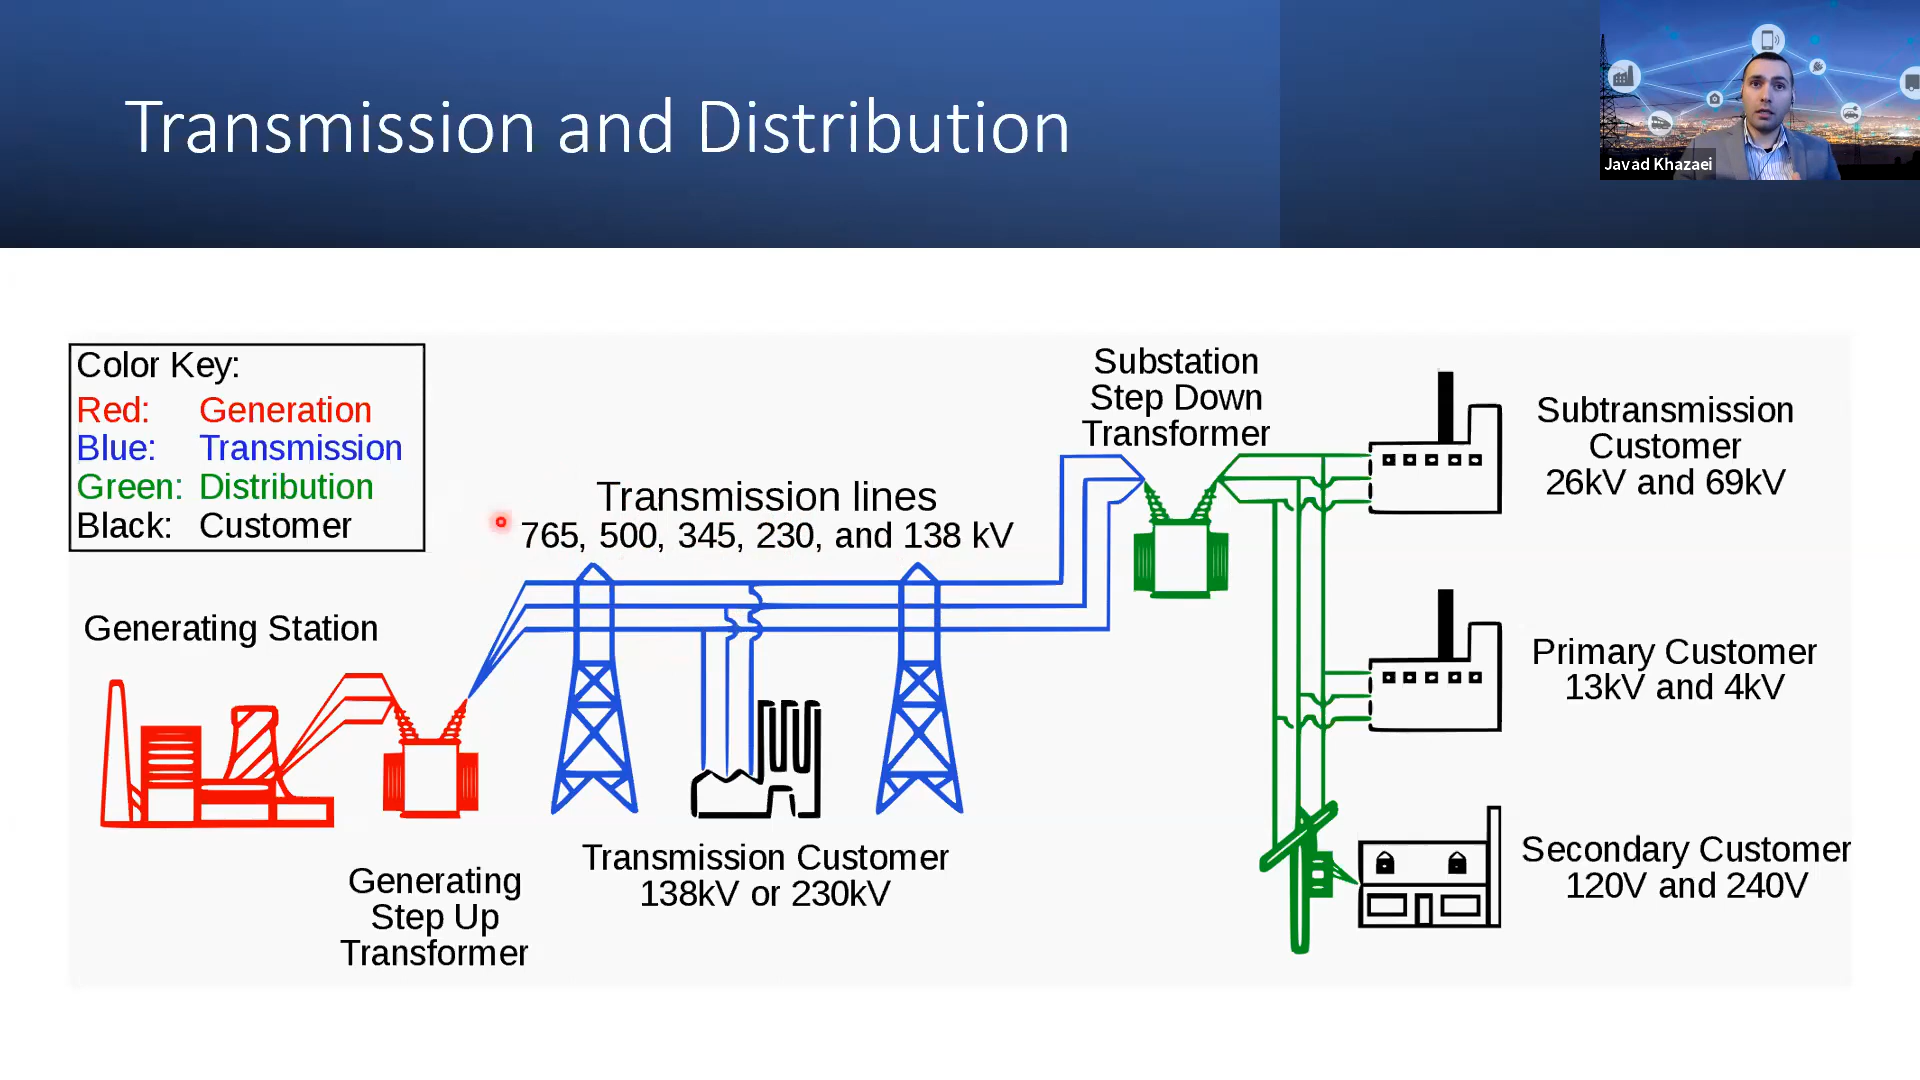 Transmission and Distribution
Javad Khazaei
Color Key:
Red: Generation
Blue: Transmission
Green: Distribution
Black: Customer
Generating Station
Generating
Step Up
Transformer
Transmission lines
765, 500, 345, 230, and 138 kV
Transmission Customer
138kV or 230kV
Substation
Step Down
Transformer
Subtransmission
Customer
26kV and 69kV
Primary Customer
13kV and 4kV
Secondary Customer
120V and 240V